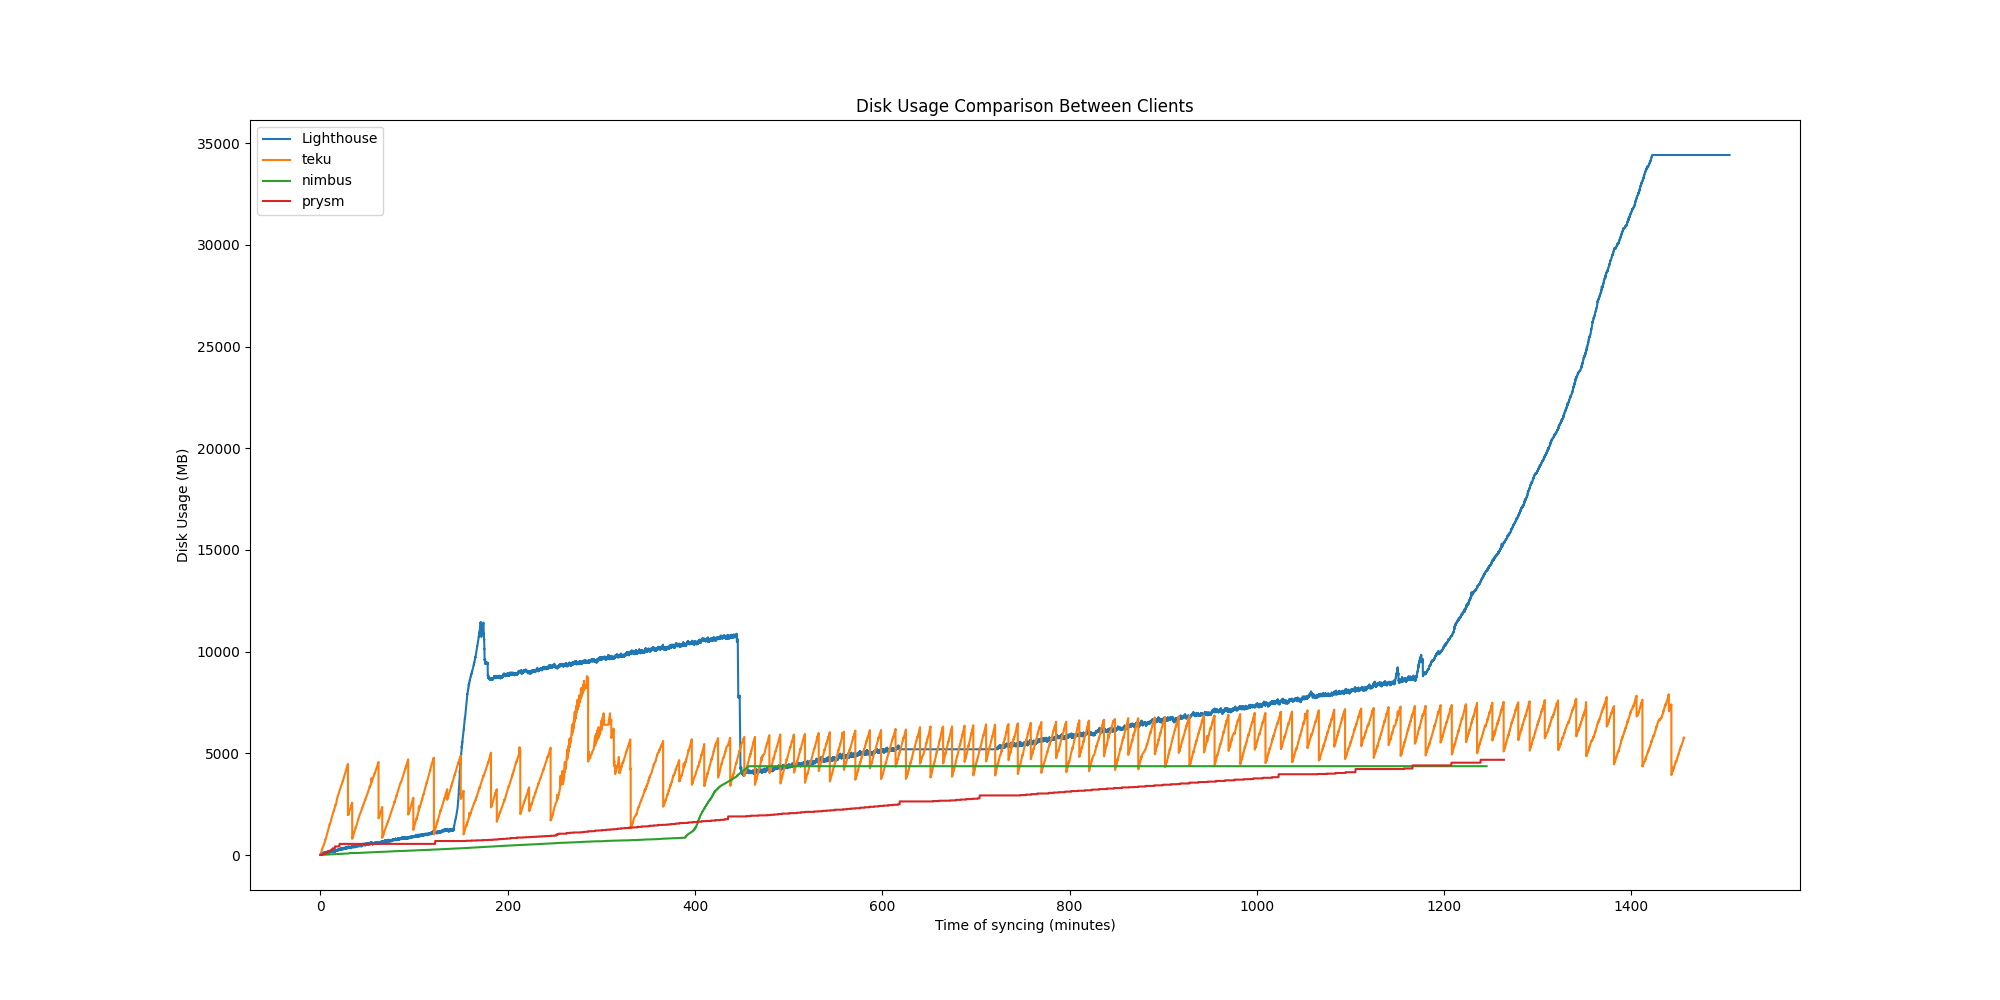 Disk Usage Comparison Between Clients
Lighthouse
teku
nimbus
prysm
35000
30000
25000
20000
15000
10000
5000
0
Disk Usage (MB)
0 200 400 600 800 1000 1200 1400
Time of syncing (minutes)